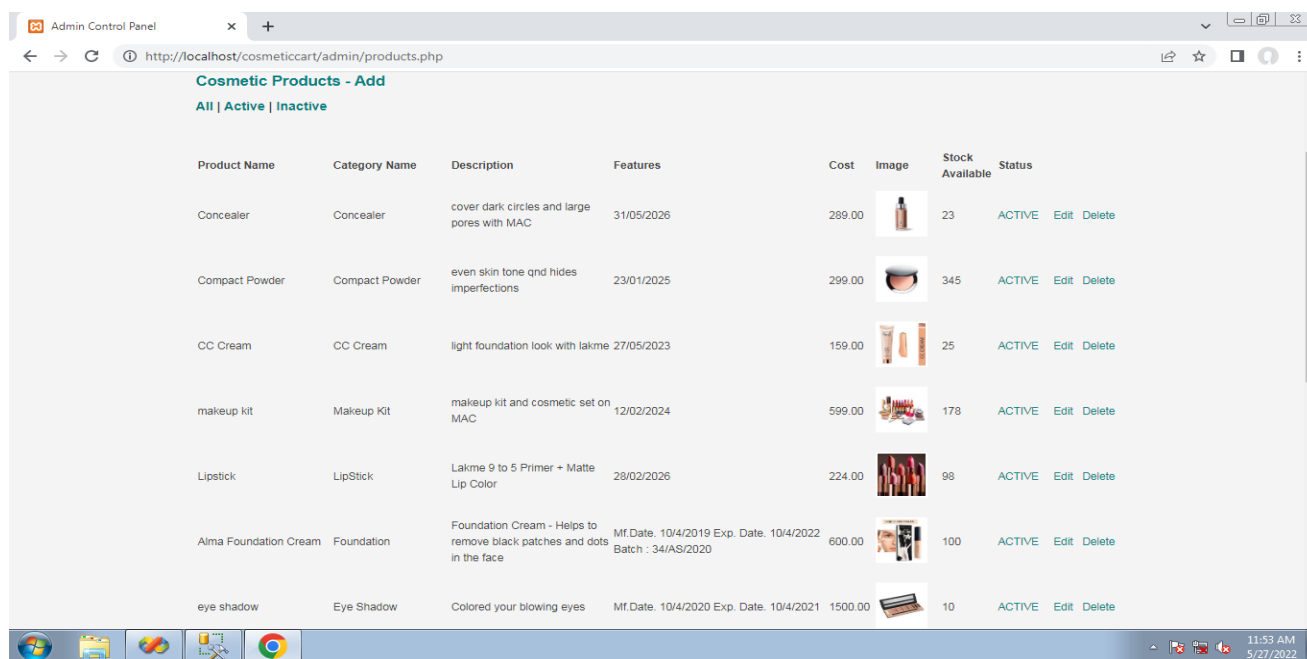 Admin Control Panel
http://localhost/cosmeticcart/admin/products.php
Cosmetic Products - Add
All | Active | Inactive
Product Name Category Name Description Features Cost Image Stock Available Status
Concealer Concealer cover dark circles and large pores with MAC 31/05/2026 289.00 23 ACTIVE Edit Delete
Compact Powder Compact Powder even skin tone qnd hides imperfections 23/01/2025 299.00 345 ACTIVE Edit Delete
CC Cream CC Cream light foundation look with lakme 27/05/2023 159.00 25 ACTIVE Edit Delete
makeup kit Makeup Kit makeup kit and cosmetic set on MAC 12/02/2024 599.00 178 ACTIVE Edit Delete
Lipstick LipStick Lakme 9 to 5 Primer + Matte Lip Color 28/02/2026 224.00 98 ACTIVE Edit Delete
Alma Foundation Cream Foundation Foundation Cream - Helps to remove black patches and dots in the face Mf.Date. 10/4/2019 Exp. Date. 10/4/2022 Batch : 34/AS/2020 600.00 100 ACTIVE Edit Delete
eye shadow Eye Shadow Colored your blowing eyes Mf.Date. 10/4/2020 Exp. Date. 10/4/2021 1500.00 10 ACTIVE Edit Delete
11:53 AM
5/27/2022